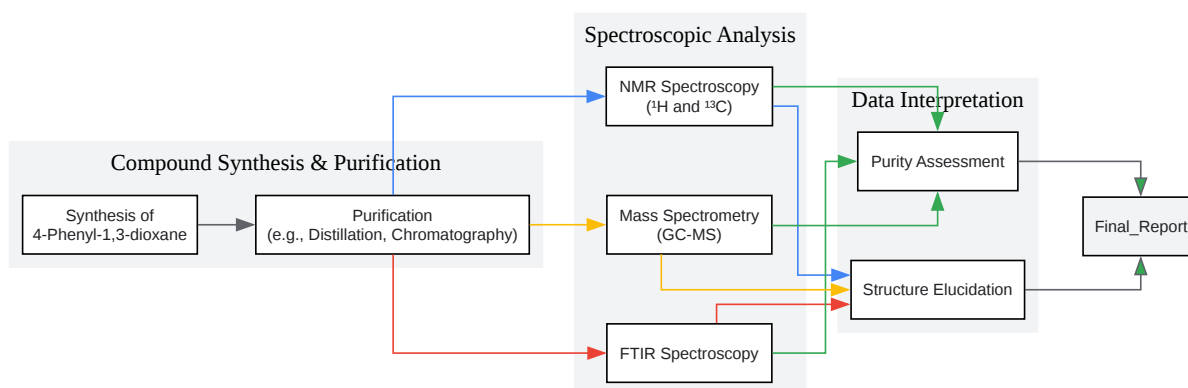 Compound Synthesis & Purification
Synthesis of
4-Phenyl-1,3-dioxane
Purification
(e.g., Distillation, Chromatography)
Spectroscopic Analysis
NMR Spectroscopy
(¹H and ¹³C)
Mass Spectrometry
(GC-MS)
FTIR Spectroscopy
Data Interpretation
Purity Assessment
Structure Elucidation
Final_Report